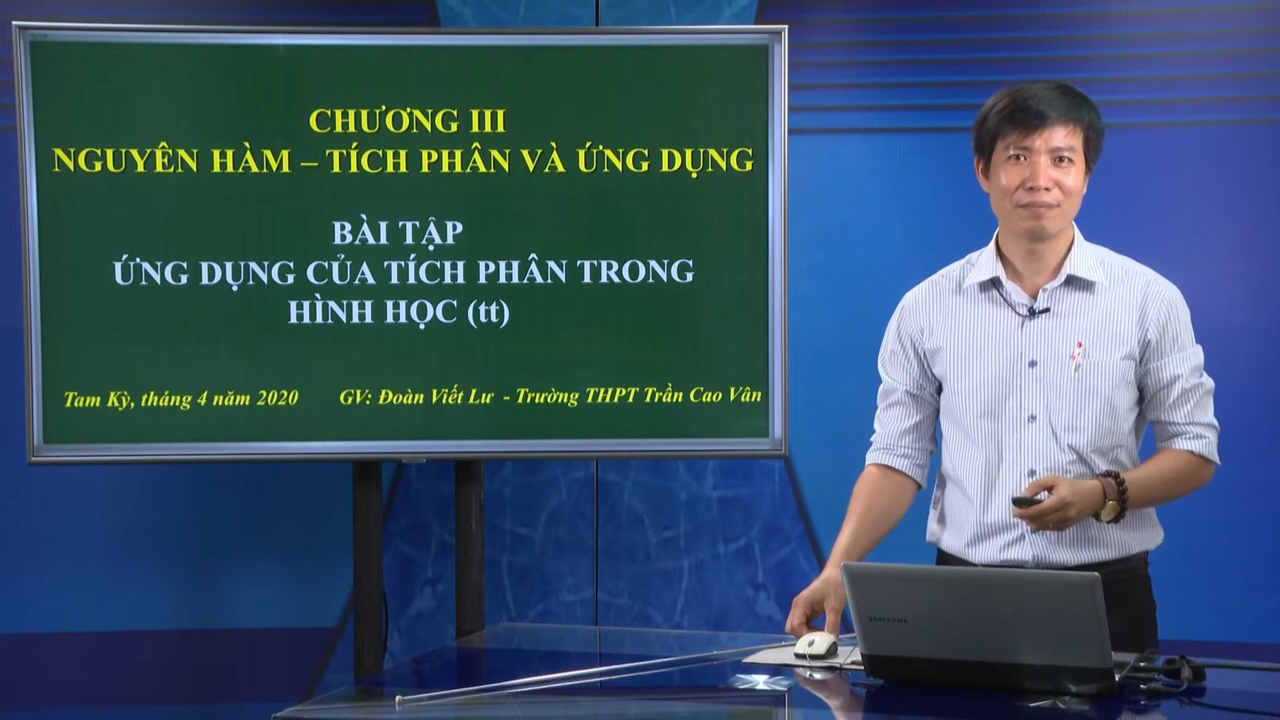 CHƯƠNG III
NGUYÊN HÀM – TÍCH PHÂN VÀ ỨNG DỤNG
BÀI TẬP
ỨNG DỤNG CỦA TÍCH PHÂN TRONG
HÌNH HỌC (tt)
Tam Kỳ, tháng 4 năm 2020 GV: Đoàn Viết Lư - Trường THPT Trần Cao Vân
SAMSUNG